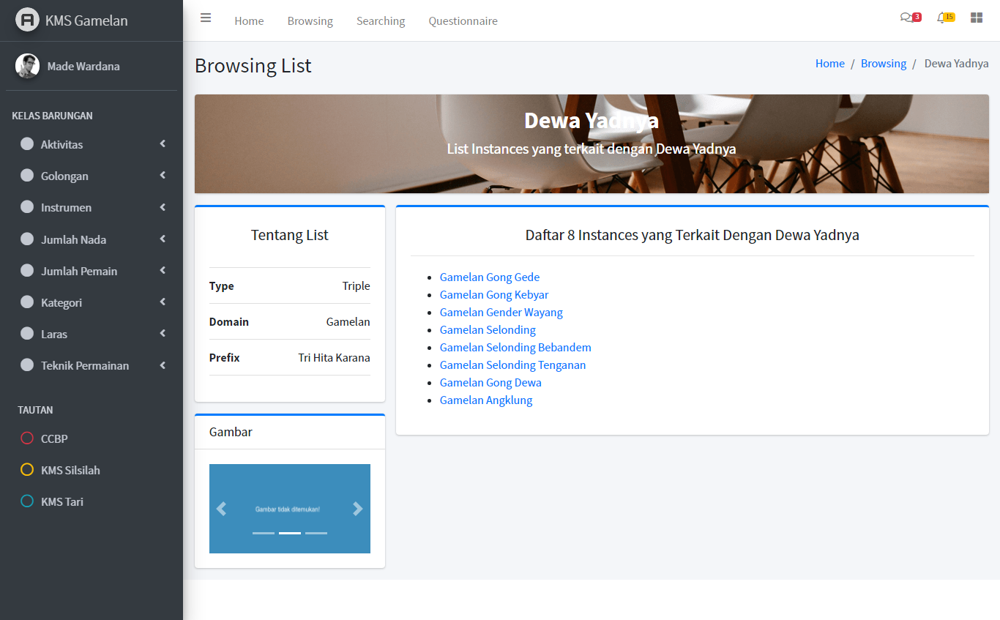 KMS Gamelan
Home
Browsing
Searching
Questionnaire
3
15
Made Wardana
KELAS BARUNGAN
Aktivitas
Golongan
Instrumen
Jumlah Nada
Jumlah Pemain
Kategori
Laras
Teknik Permainan
TAUTAN
CCBP
KMS Silsilah
KMS Tari
Browsing List
Home / Browsing / Dewa Yadnya
Dewa Yadnya
List Instances yang terkait dengan Dewa Yadnya
Tentang List
Type Triple
Domain Gamelan
Prefix Tri Hita Karana
Gambar
Gambar tidak ditemukan!
Daftar 8 Instances yang Terkait Dengan Dewa Yadnya
Gamelan Gong Gede
Gamelan Gong Kebyar
Gamelan Gender Wayang
Gamelan Selonding
Gamelan Selonding Bebandem
Gamelan Selonding Tenganan
Gamelan Gong Dewa
Gamelan Angklung